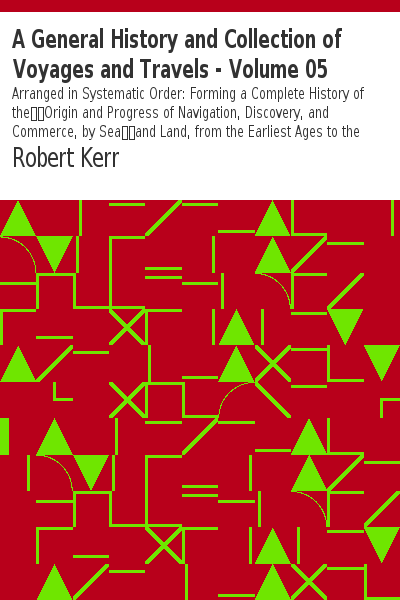 A General History and Collection of
Voyages and Travels - Volume 05
Arranged in Systematic Order: Forming a Complete History of
the▯▯Origin and Progress of Navigation, Discovery, and
Commerce, by Sea▯▯and Land, from the Earliest Ages to the
Robert Kerr